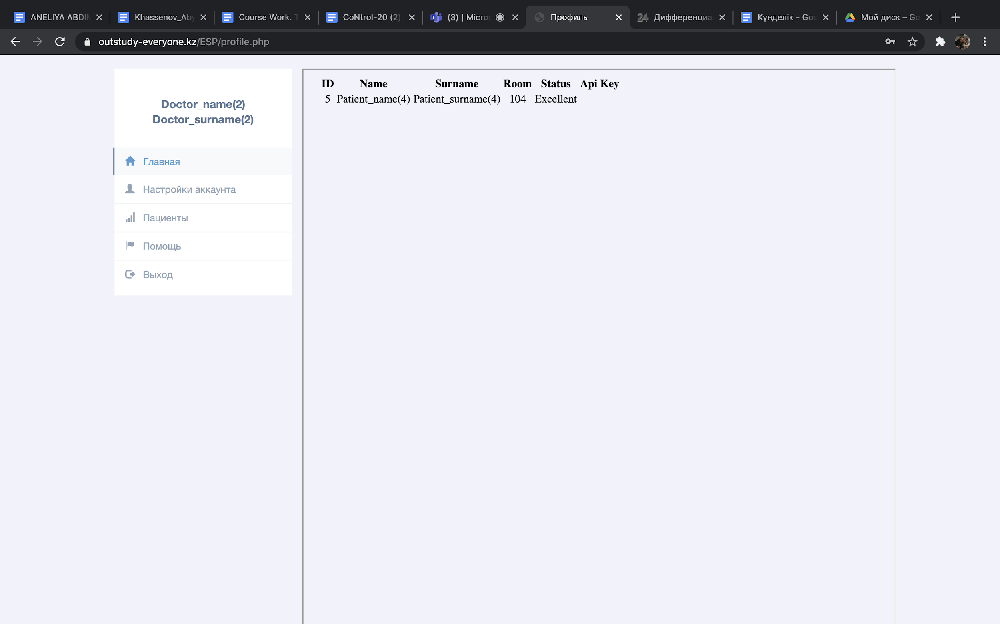 ANELIYA ABDI
Khassenov_Ab
Course Work.
CoNtrol-20 (2)
(3) | Micros
Профиль
24 Дифференциа
Күнделік - Goo
Мой диск – Go
outstudy-everyone.kz/ESP/profile.php
Doctor_name(2)
Doctor_surname(2)
Главная
Настройки аккаунта
Пациенты
Помощь
Выход
ID Name Surname Room Status Api Key
5 Patient_name(4) Patient_surname(4) 104 Excellent